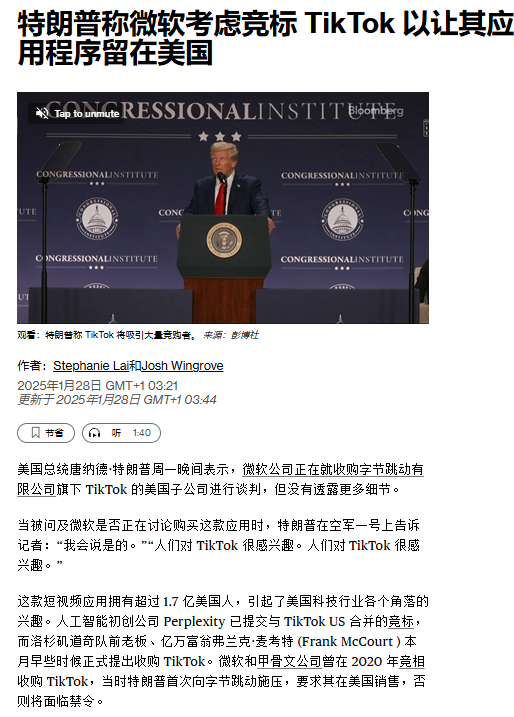 特朗普称微软考虑竞标 TikTok 以让其应
用程序留在美国
CONGRESSIONALINSTITUTE
Tap to unmute
Bloomberg
CONGRESSIONALINSTITUTE
CONGRESSIONALINSTITUTE
CONGRESSIONALINSTITUTE
CONGRESSIONALINSTITUTE
观看：特朗普称 TikTok 将吸引大量竞购者。 来源：彭博社
作者：Stephanie Lai和Josh Wingrove
2025年1月28日 GMT+1 03:21
更新于 2025年1月28日 GMT+1 03:44
节省
听 1:40
美国总统唐纳德·特朗普周一晚间表示，微软公司正在就收购字节跳动有
限公司旗下 TikTok 的美国子公司进行谈判，但没有透露更多细节。
当被问及微软是否正在讨论购买这款应用时，特朗普在空军一号上告诉
记者：“我会说是的。”“人们对 TikTok 很感兴趣。人们对 TikTok 很感
兴趣。”
这款短视频应用拥有超过 1.7 亿美国人，引起了美国科技行业各个角落的
兴趣。人工智能初创公司 Perplexity 已提交与 TikTok US 合并的竞标，
而洛杉矶道奇队前老板、亿万富翁弗兰克·麦考特 (Frank McCourt ) 本
月早些时候正式提出收购 TikTok。微软和甲骨文公司曾在 2020 年竞相
收购 TikTok，当时特朗普首次向字节跳动施压，要求其在美国销售，否
则将面临禁令。